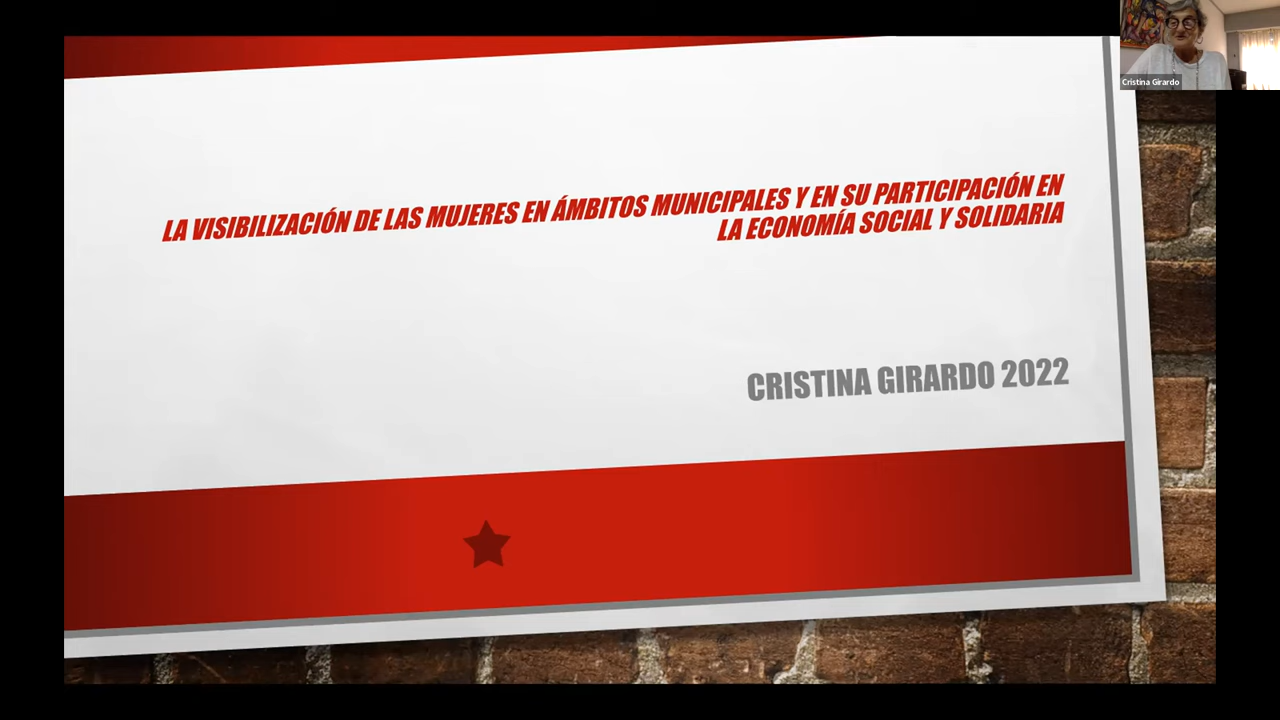 Cristina Girardo
LA VISIBILIZACIÓN DE LAS MUJERES EN ÁMBITOS MUNICIPALES Y EN SU PARTICIPACIÓN EN
LA ECONOMÍA SOCIAL Y SOLIDARIA
CRISTINA GIRARDO 2022